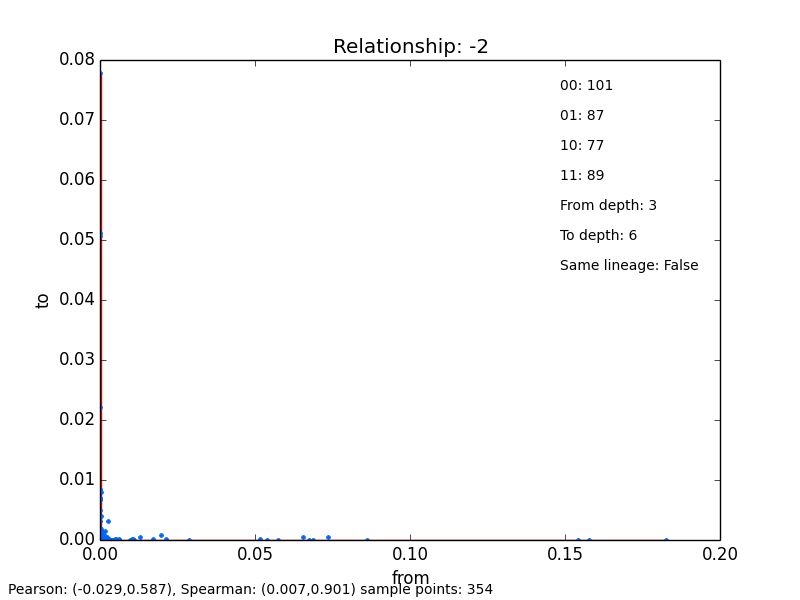 Relationship: -2
0.08
0.07
0.06
0.05
0.04
0.03
0.02
0.01
0.00
to
00: 101
01: 87
10: 77
11: 89
From depth: 3
To depth: 6
Same lineage: False
0.00 0.05 0.10 0.15 0.20
from
Pearson: (-0.029,0.587), Spearman: (0.007,0.901) sample points: 354